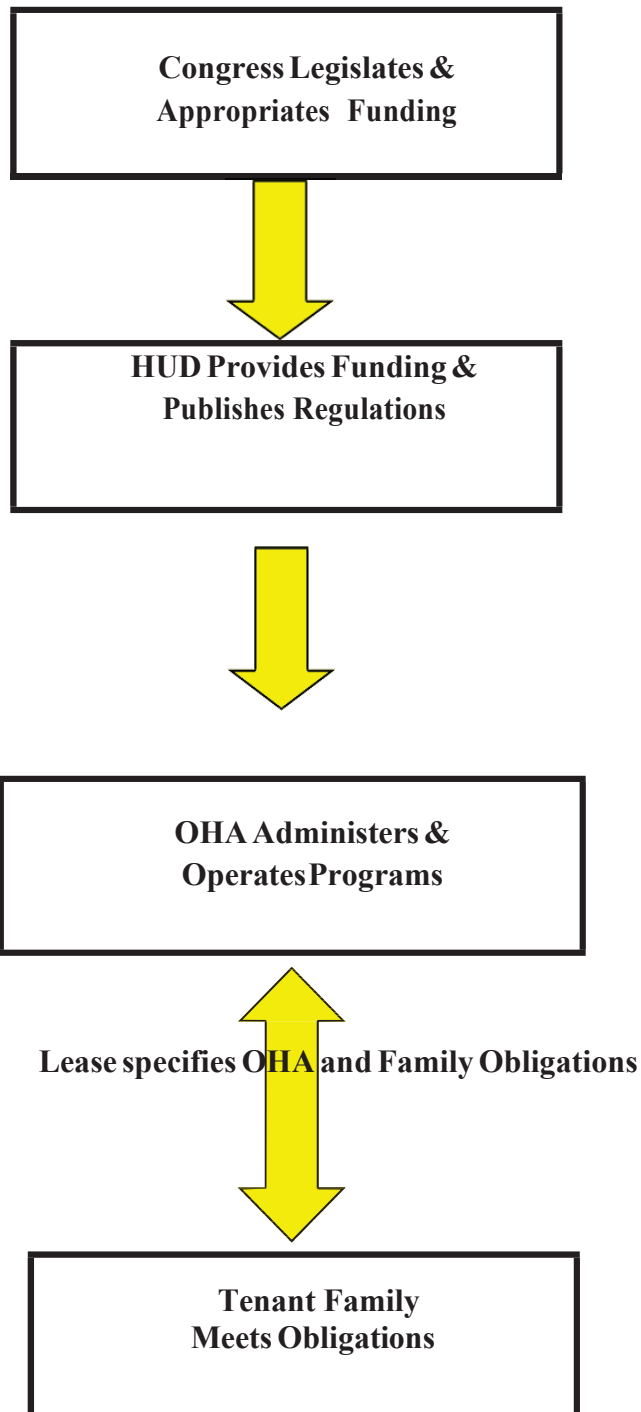 Congress Legislates &
Appropriates Funding
HUD Provides Funding &
Publishes Regulations
OHA Administers &
Operates Programs
Lease specifies OHA and Family Obligations
Tenant Family
Meets Obligations